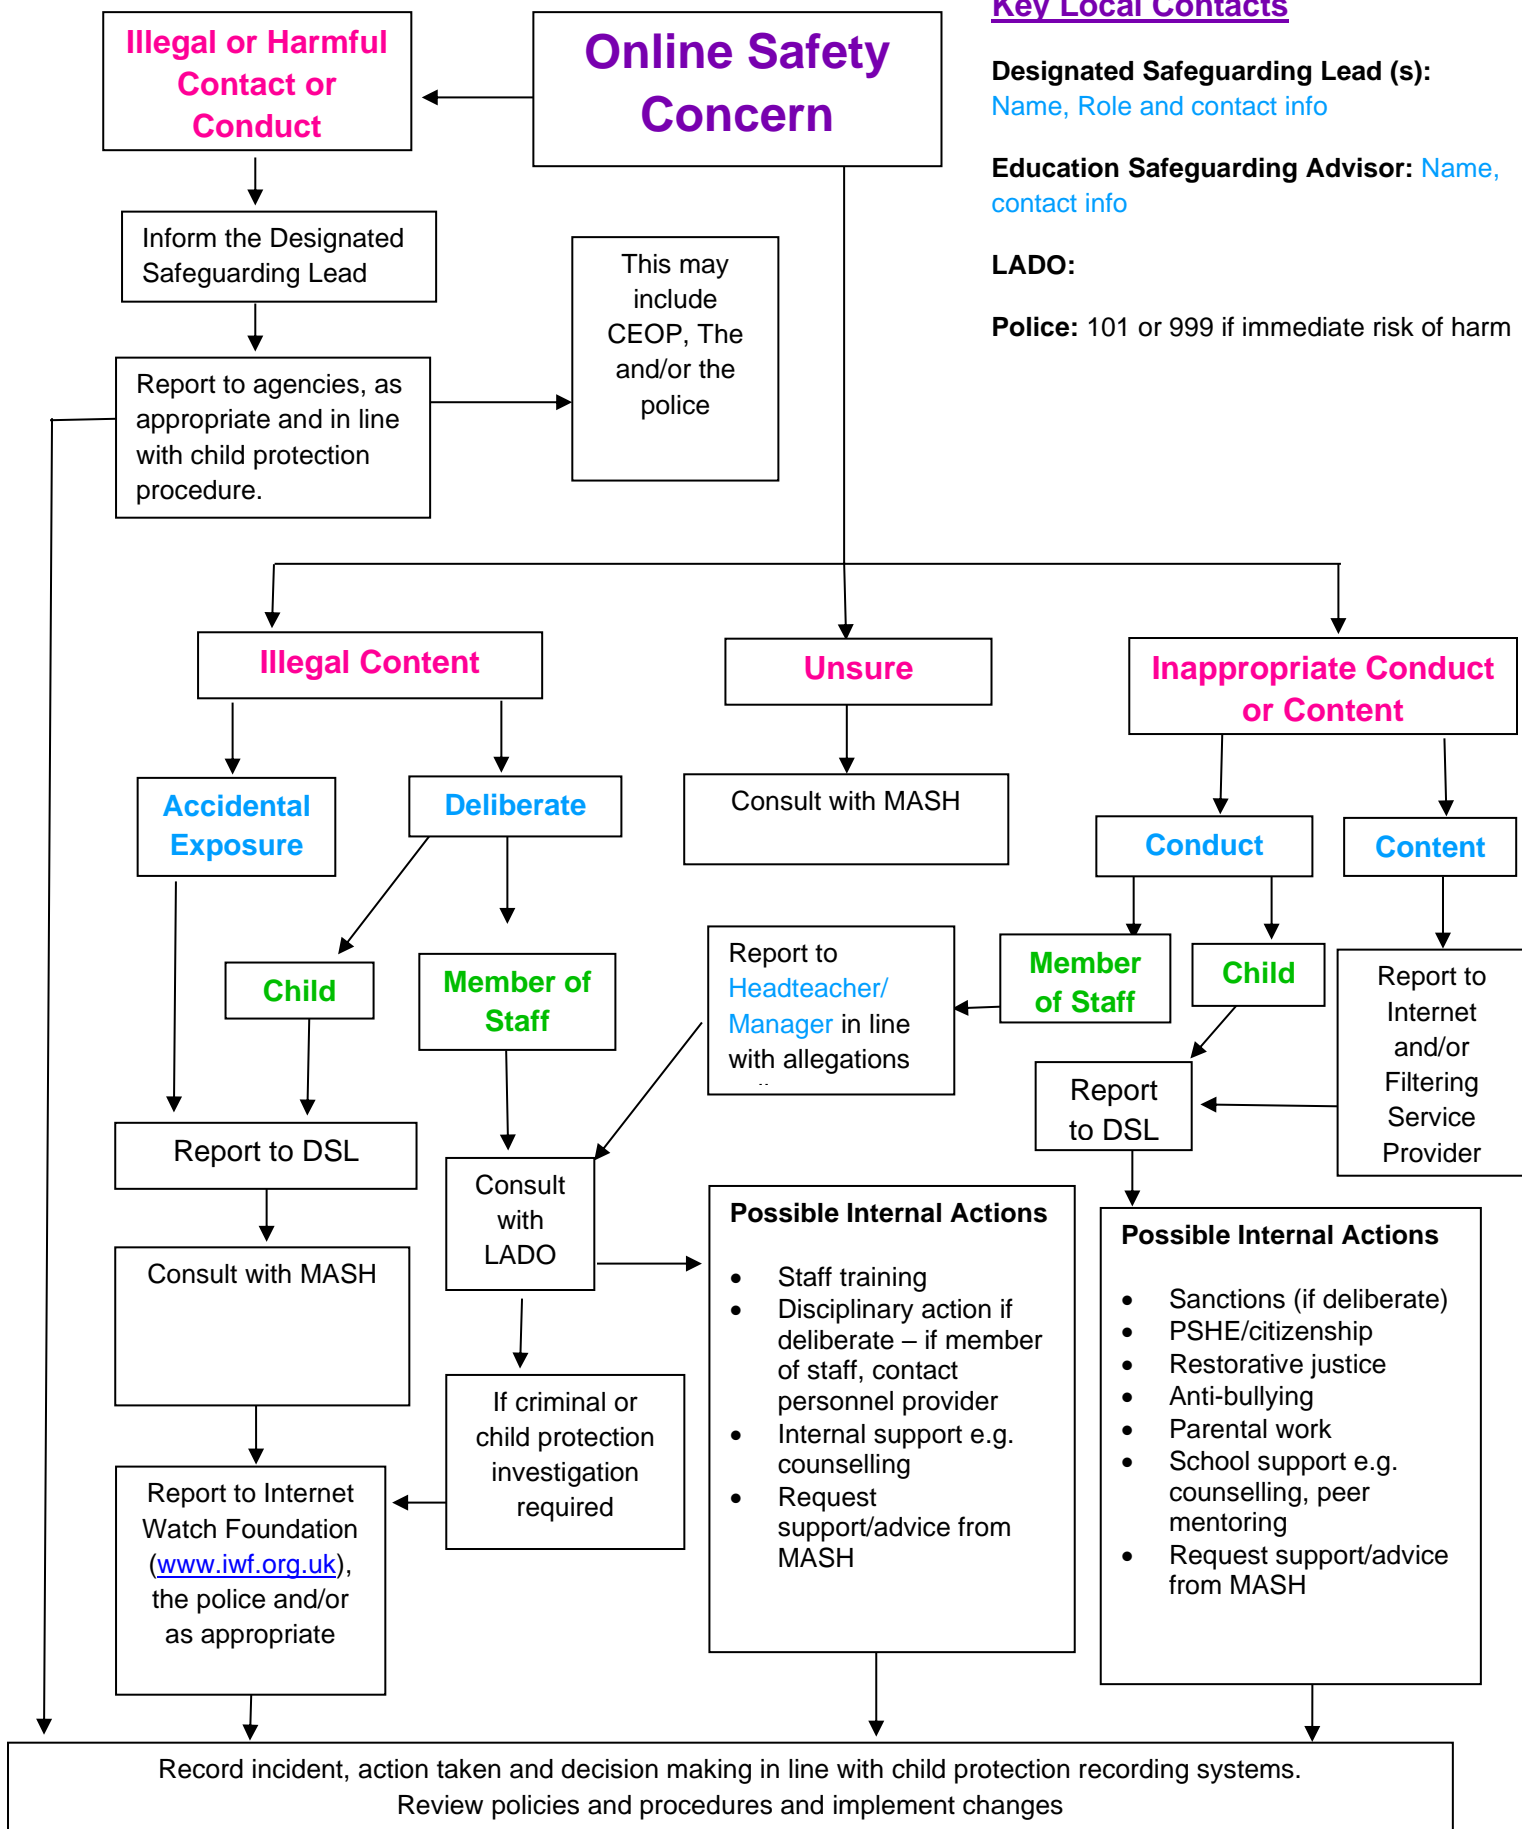 Key Local Contacts
Designated Safeguarding Lead (s):
Name, Role and contact info
Education Safeguarding Advisor: Name,
contact info
LADO:
Police: 101 or 999 if immediate risk of harm
Online Safety
Concern
Illegal or Harmful
Contact or
Conduct
Inform the Designated
Safeguarding Lead
Report to agencies, as
appropriate and in line
with child protection
procedure.
This may
include
CEOP, The
and/or the
police
Illegal Content
Unsure
Inappropriate Conduct
or Content
Accidental
Exposure
Deliberate
Consult with MASH
Conduct
Content
Child
Member of
Staff
Report to
Headteacher/
Manager in line
with allegations
Member
of Staff
Child
Report to
Internet
and/or
Filtering
Service
Provider
Report to DSL
Report
to DSL
Consult
with
LADO
Consult with MASH
If criminal or
child protection
investigation
required
Report to Internet
Watch Foundation
(www.iwf.org.uk),
the police and/or
as appropriate
Possible Internal Actions
• Staff training
• Disciplinary action if
deliberate – if member
of staff, contact
personnel provider
• Internal support e.g.
counselling
• Request
support/advice from
MASH
Possible Internal Actions
• Sanctions (if deliberate)
• PSHE/citizenship
• Restorative justice
• Anti-bullying
• Parental work
• School support e.g.
counselling, peer
mentoring
• Request support/advice
from MASH
Record incident, action taken and decision making in line with child protection recording systems.
Review policies and procedures and implement changes